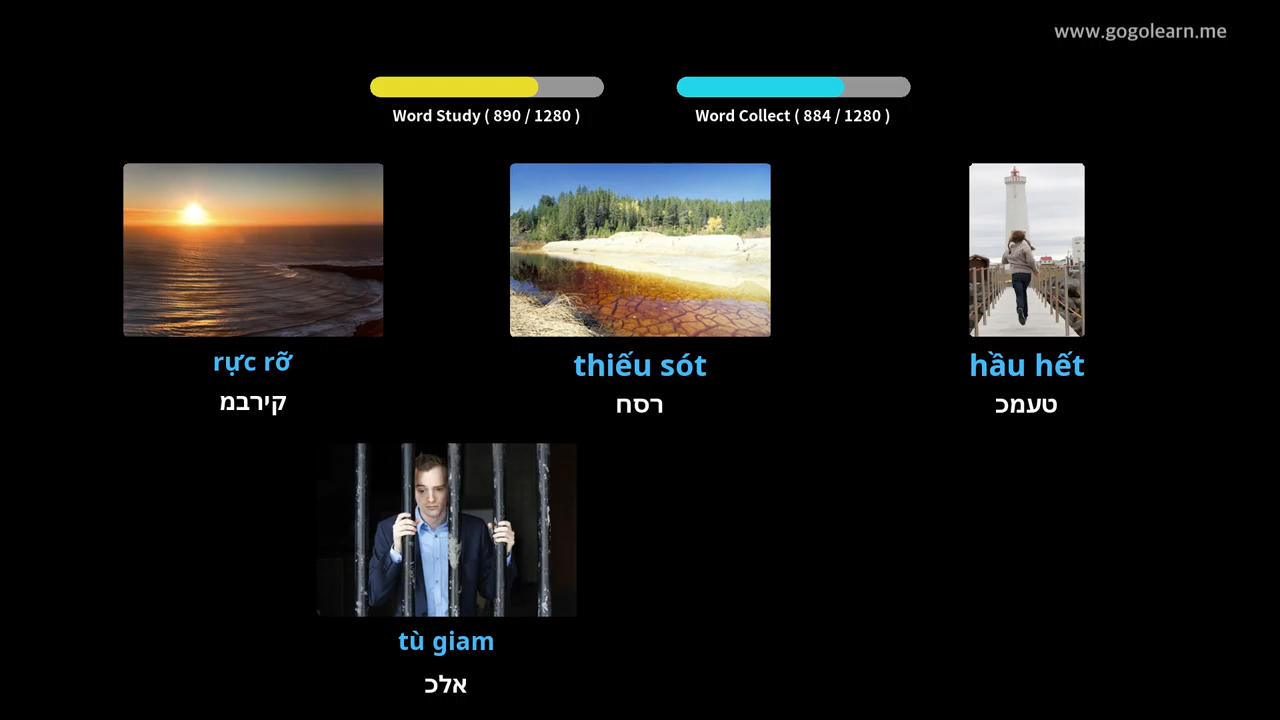 www.gogolearn.me
Word Study ( 890 / 1280 )
Word Collect ( 884 / 1280 )
rực rỡ
קירבמ
thiếu sót
רסח
hầu hết
טעמכ
tù giam
אלכ